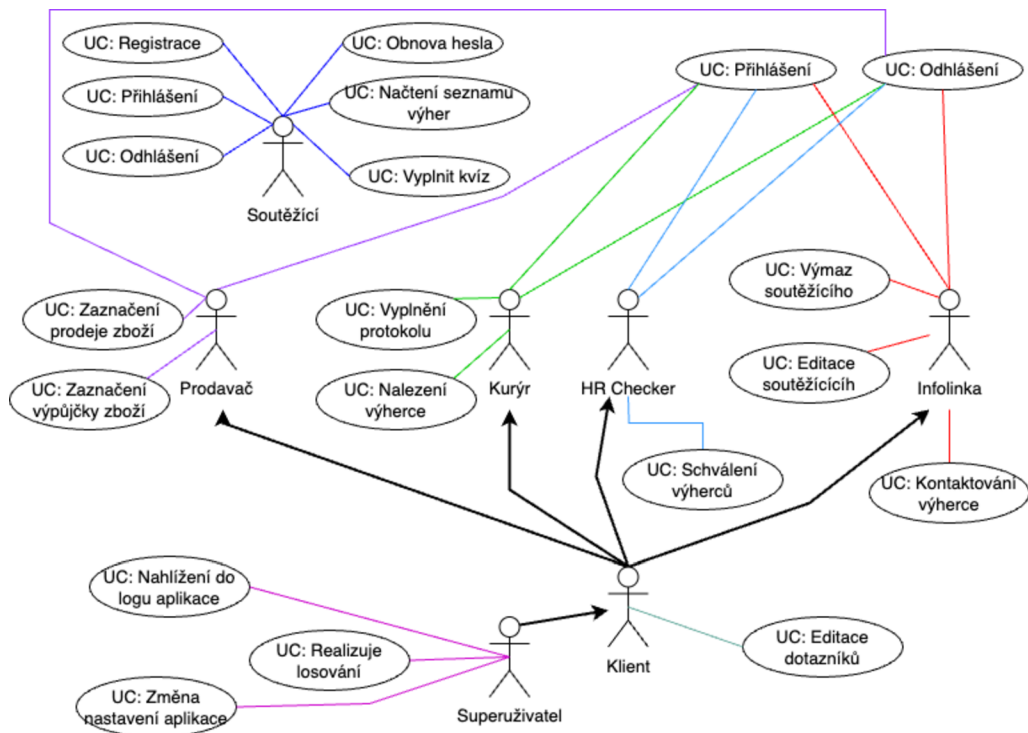 UC: Registrace
UC: Obnova hesla
UC: Přihlášení
UC: Odhlášení
UC: Přihlášení
UC: Načtení seznamu
výher
UC: Odhlášení
UC: Vyplnit kvíz
Soutěžící
UC: Výmaz
soutěžícího
UC: Zaznačení
prodeje zboží
UC: Vyplnění
protokolu
UC: Editace
soutěžícícíh
Prodavač
Kurýr
HR Checker
Infolinka
UC: Zaznačení
výpůjčky zboží
UC: Nalezení
výherce
UC: Schválení
výherců
UC: Kontaktování
výherce
UC: Nahlížení do
logu aplikace
UC: Realizuje
losování
Klient
UC: Editace
dotazníků
UC: Změna
nastavení aplikace
Superuživatel